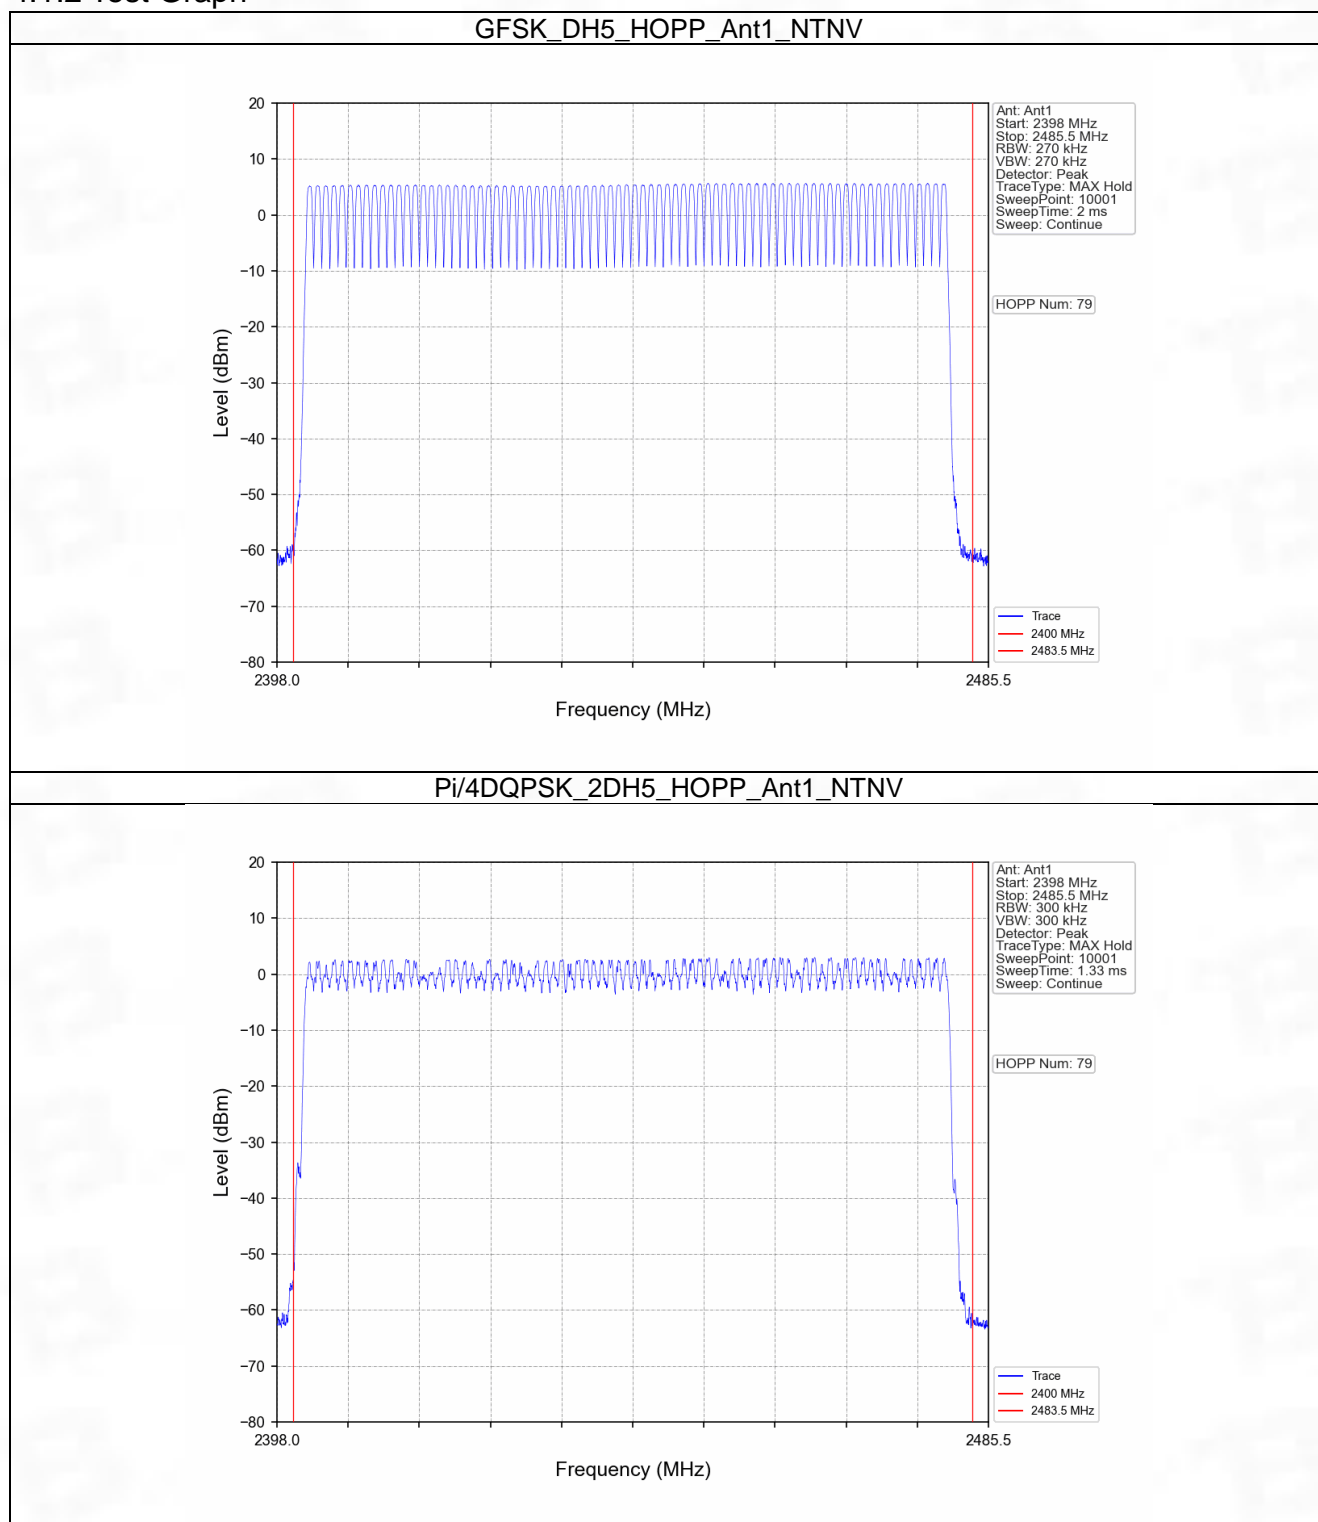 4.1.2 Test Graph
GFSK_DH5_HOPP_Ant1_NTNV
20
10
0
−10
−20
−30
−40
−50
−60
−70
−80
Level (dBm)
2398.0
2485.5
Frequency (MHz)
Ant: Ant1
Start: 2398 MHz
Stop: 2485.5 MHz
RBW: 270 kHz
VBW: 270 kHz
Detector: Peak
TraceType: MAX Hold
SweepPoint: 10001
SweepTime: 2 ms
Sweep: Continue
HOPP Num: 79
Trace
2400 MHz
2483.5 MHz
Pi/4DQPSK_2DH5_HOPP_Ant1_NTNV
20
10
0
−10
−20
−30
−40
−50
−60
−70
−80
Level (dBm)
2398.0
2485.5
Frequency (MHz)
Ant: Ant1
Start: 2398 MHz
Stop: 2485.5 MHz
RBW: 300 kHz
VBW: 300 kHz
Detector: Peak
TraceType: MAX Hold
SweepPoint: 10001
SweepTime: 1.33 ms
Sweep: Continue
HOPP Num: 79
Trace
2400 MHz
2483.5 MHz